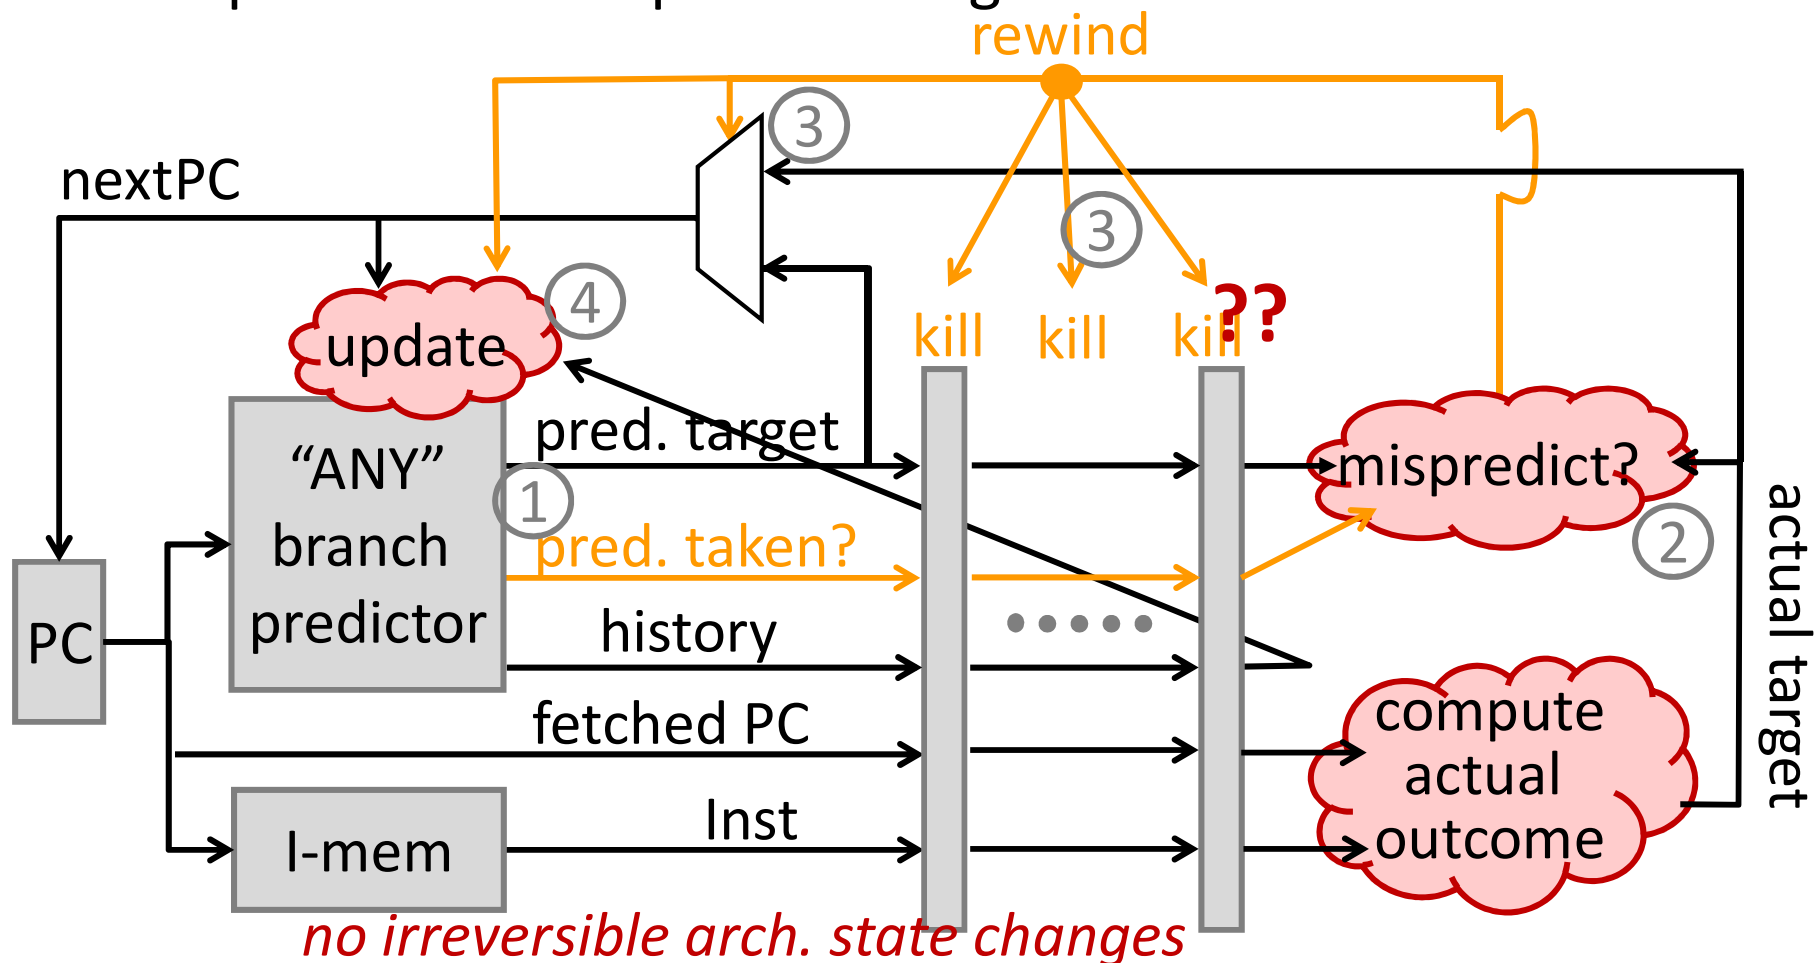 rewind
3
nextPC
3
4
??
kill kill kill
update
pred. target
"ANY"
branch
predictor
1
mispredict?
2
pred. taken?
PC
history
•••••
actual target
fetched PC
compute
actual
outcome
Inst
I-mem
no irreversible arch. state changes